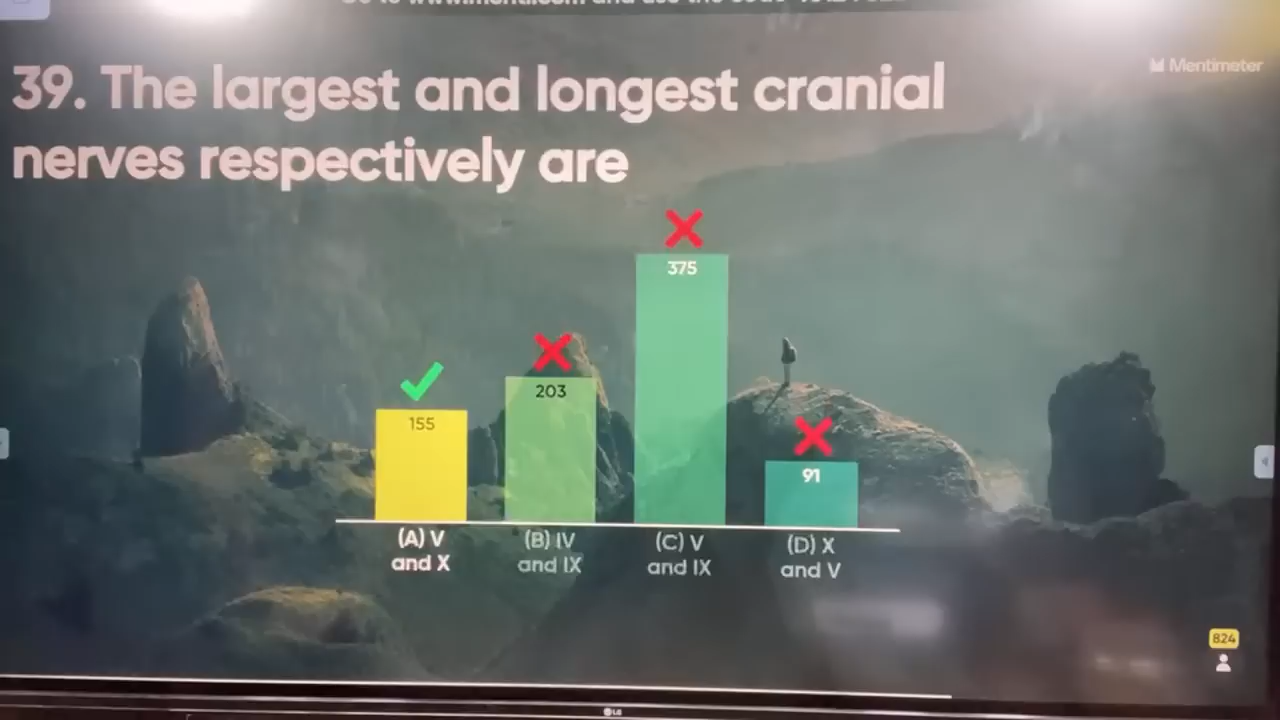 Mentimeter
39. The largest and longest cranial
nerves respectively are
155
203
375
91
(A) V
and X
(B) IV
and IX
(C) V
and IX
(D) X
and V
824
LG